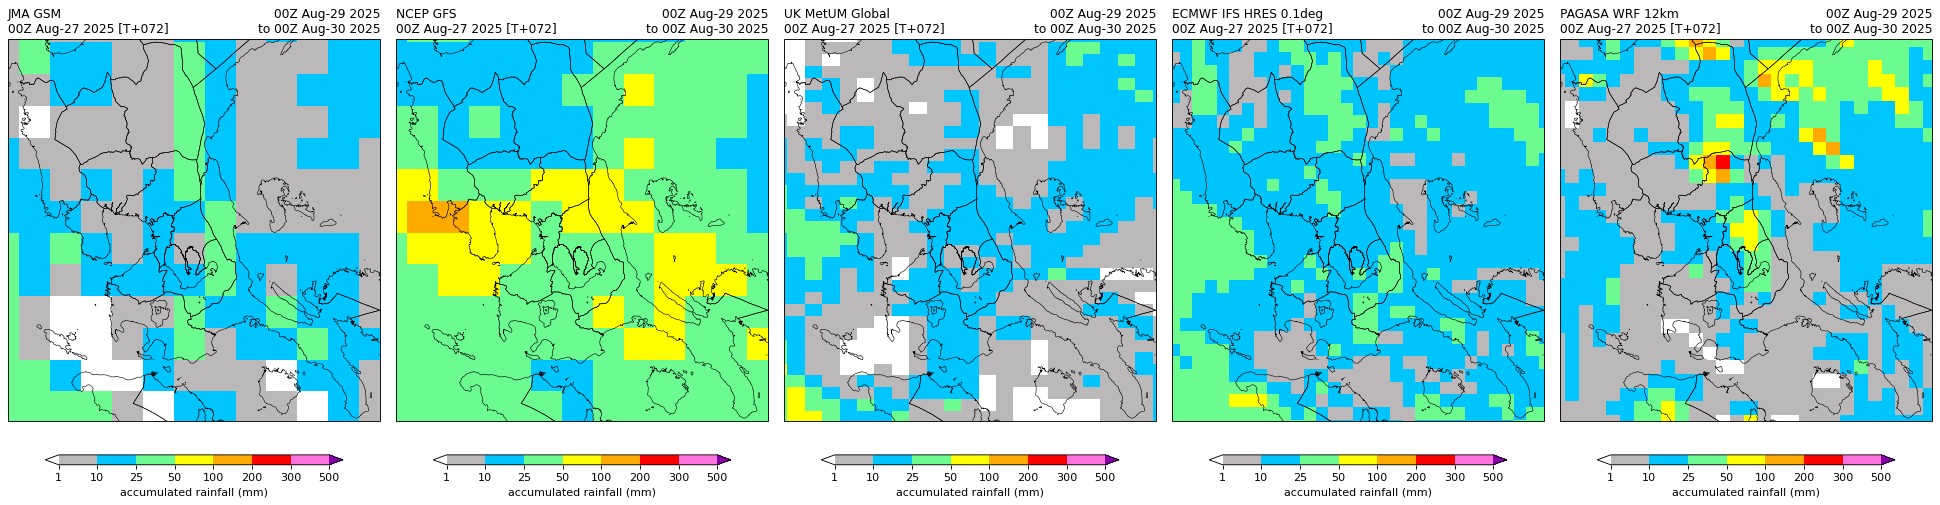 JMA GSM 00Z Aug-29 2025
00Z Aug-27 2025 [T+072] to 00Z Aug-30 2025
1 10 25 50 100 200 300 500
accumulated rainfall (mm)
NCEP GFS 00Z Aug-29 2025
00Z Aug-27 2025 [T+072] to 00Z Aug-30 2025
1 10 25 50 100 200 300 500
accumulated rainfall (mm)
UK MetUM Global 00Z Aug-29 2025
00Z Aug-27 2025 [T+072] to 00Z Aug-30 2025
1 10 25 50 100 200 300 500
accumulated rainfall (mm)
ECMWF IFS HRES 0.1deg 00Z Aug-29 2025
00Z Aug-27 2025 [T+072] to 00Z Aug-30 2025
1 10 25 50 100 200 300 500
accumulated rainfall (mm)
PAGASA WRF 12km 00Z Aug-29 2025
00Z Aug-27 2025 [T+072] to 00Z Aug-30 2025
1 10 25 50 100 200 300 500
accumulated rainfall (mm)